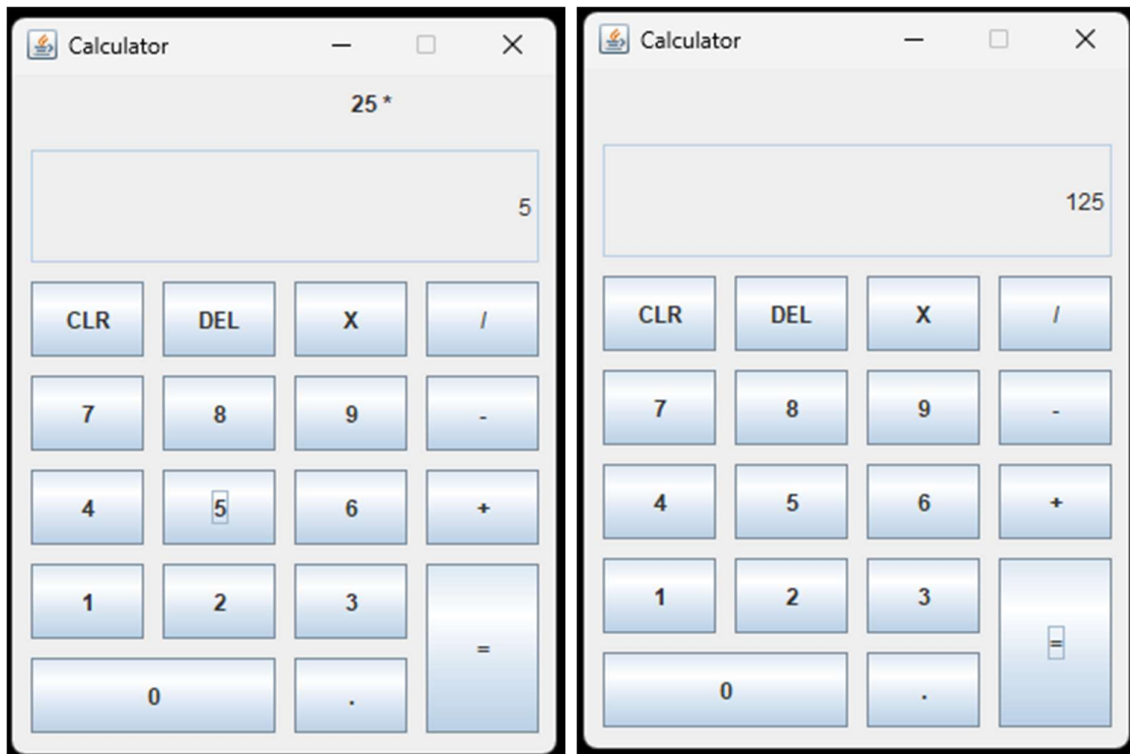 Calculator
25 *
5
CLR DEL X /
7 8 9 -
4 5 6 +
1 2 3
=
0 .
Calculator
125
CLR DEL X /
7 8 9 -
4 5 6 +
1 2 3
=
0 .